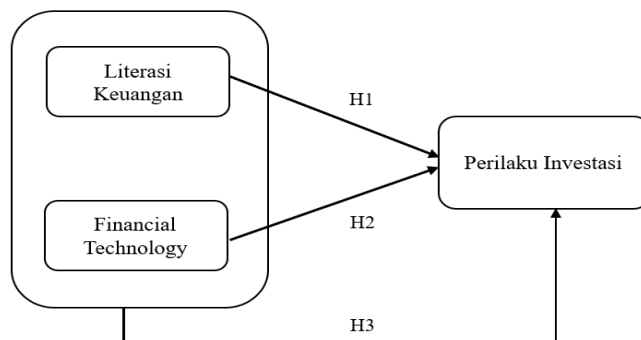 Literasi
Keuangan
H1
Perilaku Investasi
Financial
Technology
H2
H3